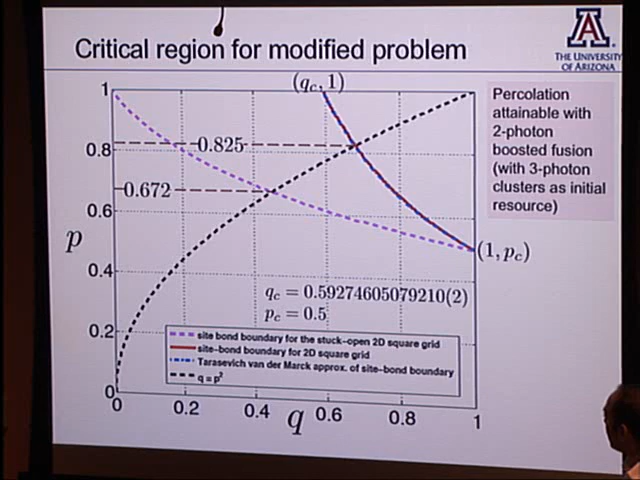 Critical region for modified problem
A
THE UNIVERSITY
OF ARIZONA
Percolation
attainable with
2-photon
boosted fusion
(with 3-photon
clusters as initial
resource)
(q_c, 1)
1
0.8
0.825
0.672
0.6
p
(1, p_c)
0.4
q_c = 0.59274605079210(2)
p_c = 0.5
0.2
site bond boundary for the stuck-open 2D square grid
site-bond boundary for 2D square grid
Tarasevich van der Marck approx. of site-bond boundary
q = p²
0
0 0.2 0.4 0.6 0.8 1
q